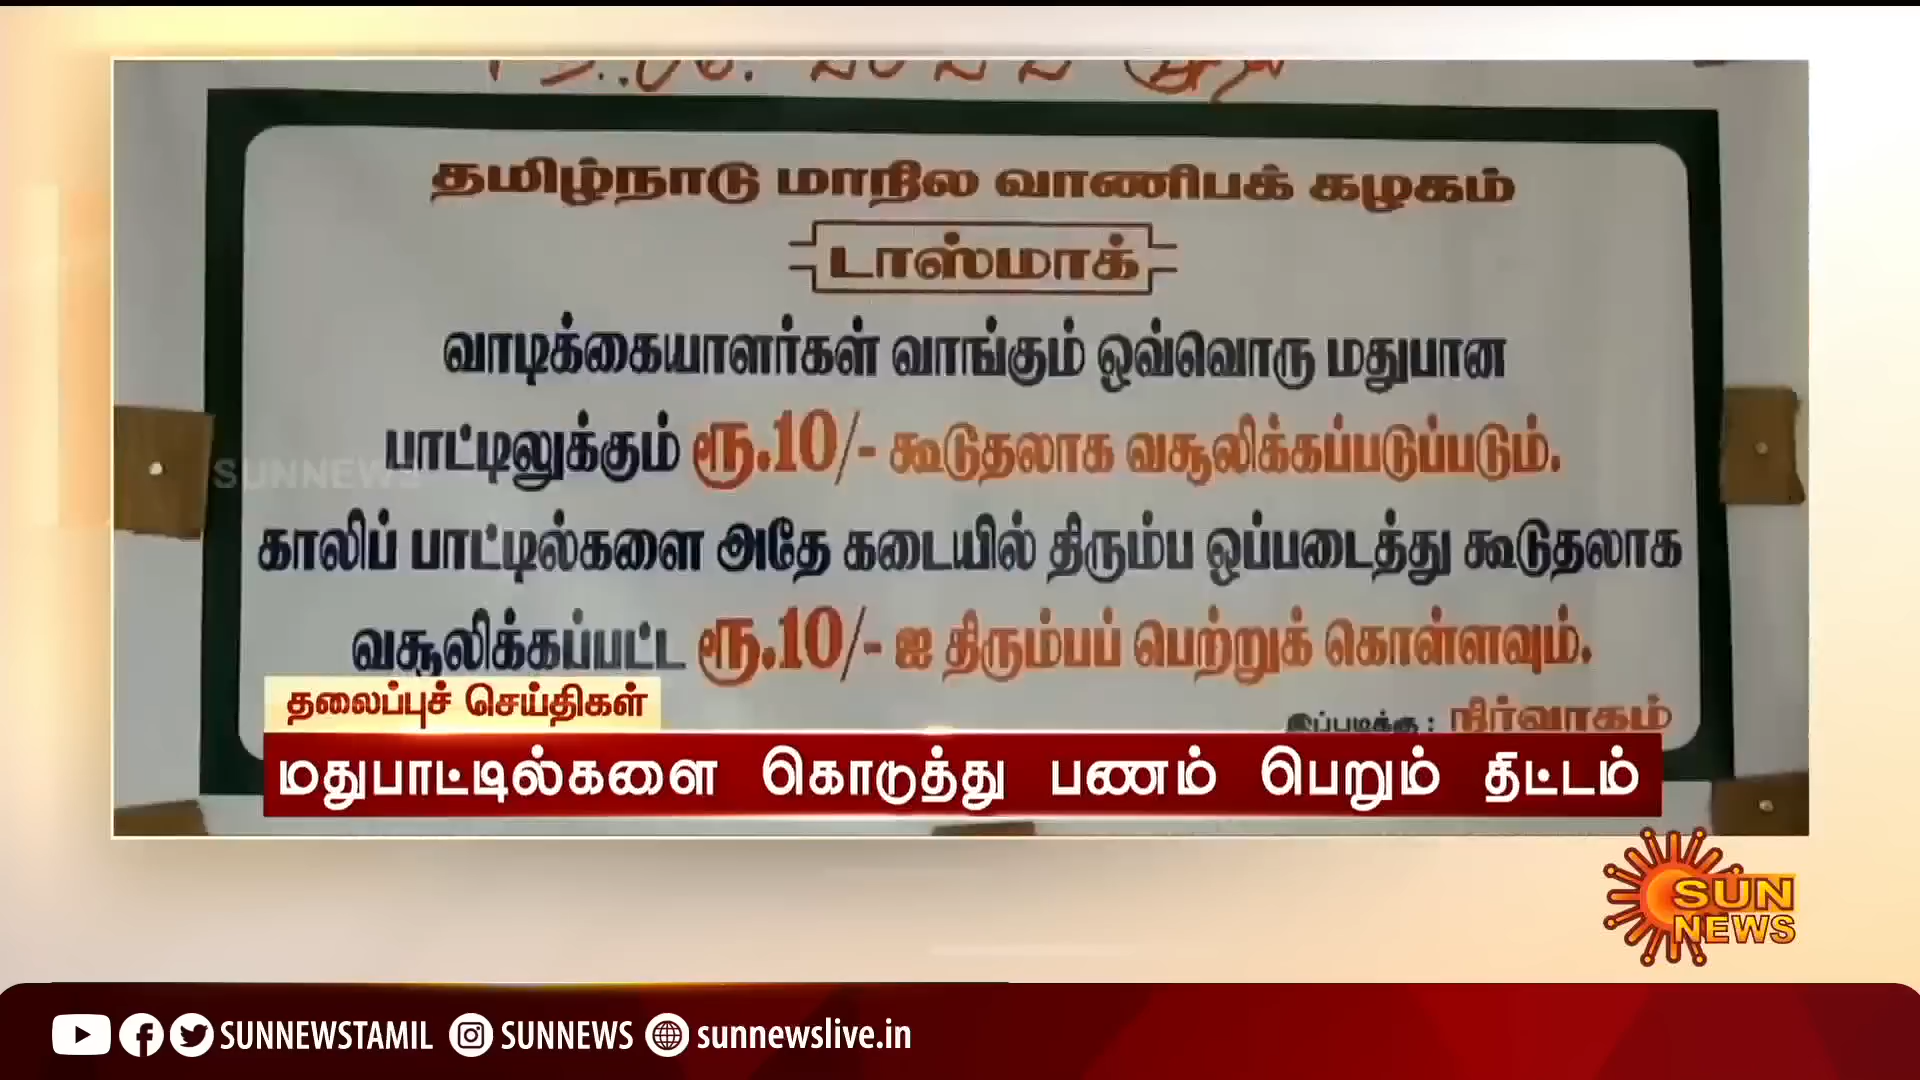 தமிழ்நாடு மாநில வாணிபக் கழகம்
டாஸ்மாக்
வாடிக்கையாளர்கள் வாங்கும் ஒவ்வொரு மதுபான
பாட்டிலுக்கும் ரூ.10/- கூடுதலாக வசூலிக்கப்படுப்படும்.
SUNNEWS
காலிப் பாட்டில்களை அதே கடையில் திரும்ப ஒப்படைத்து கூடுதலாக
வசூலிக்கப்பட்ட ரூ.10/- ஐ திரும்பப் பெற்றுக் கொள்ளவும்.
இப்படிக்கு : நிர்வாகம்
தலைப்புச் செய்திகள்
மதுபாட்டில்களை கொடுத்து பணம் பெறும் திட்டம்
SUN
NEWS
SUNNEWSTAMIL SUNNEWS sunnewslive.in